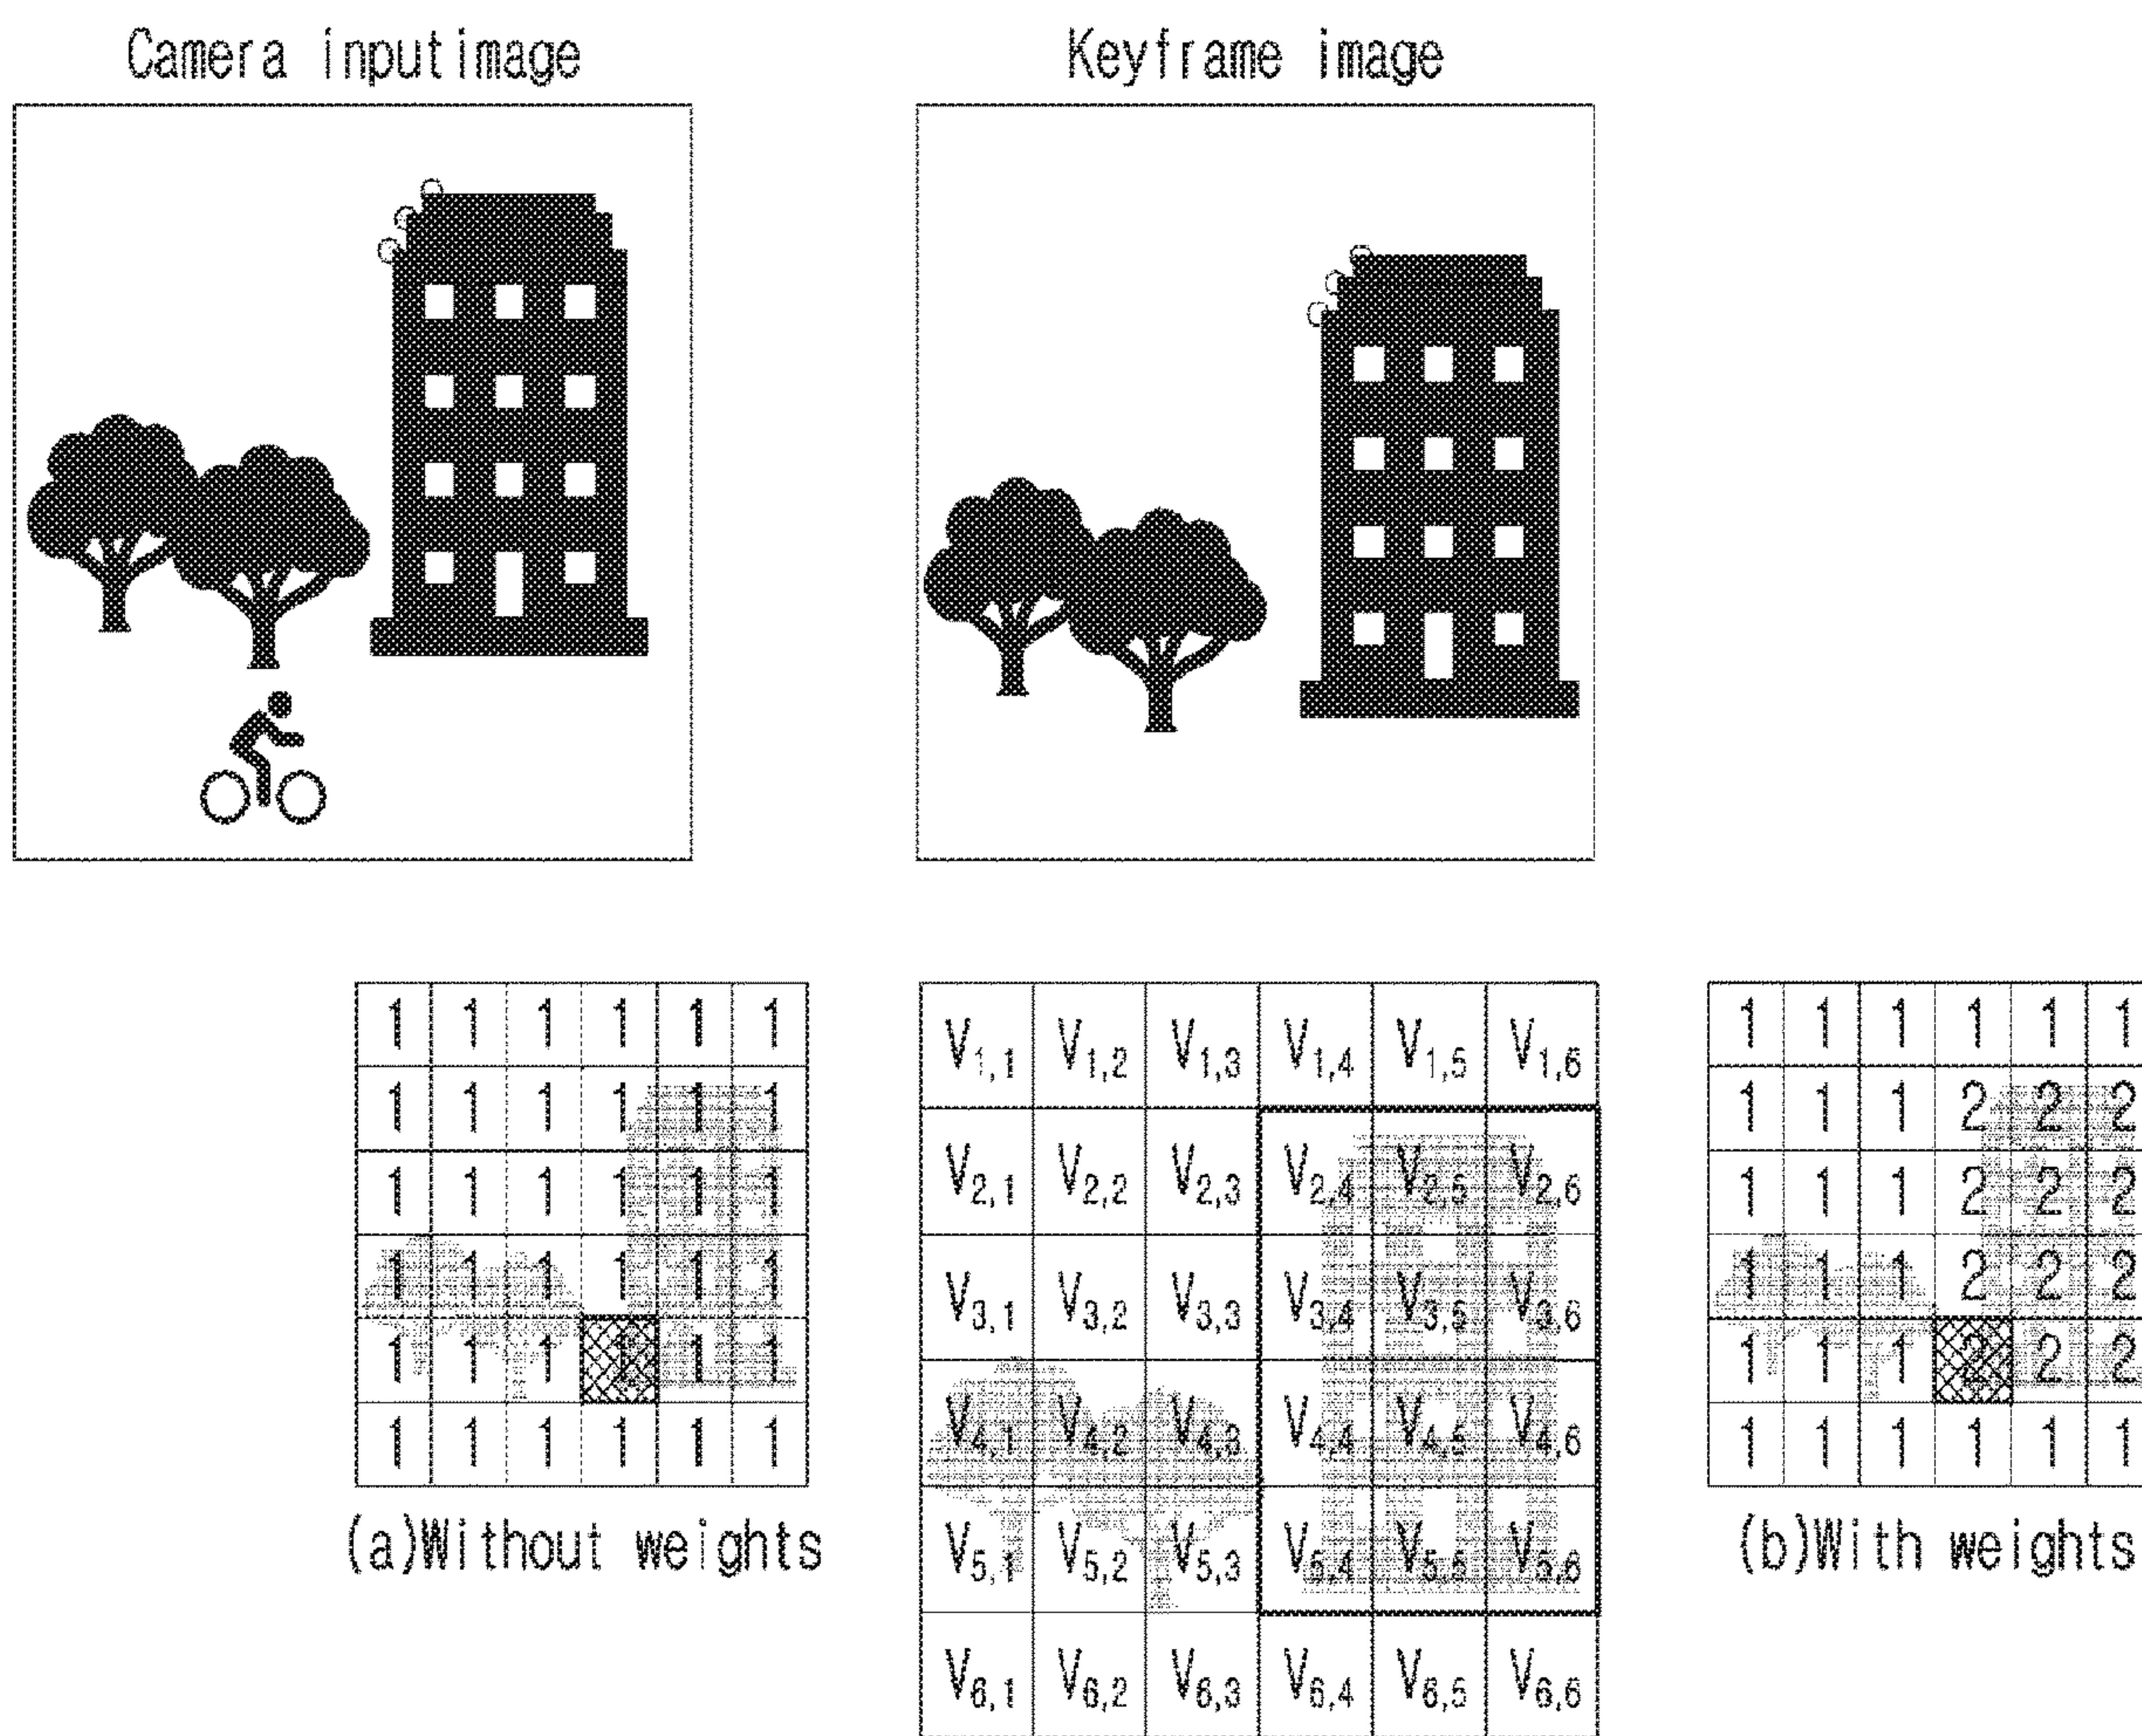 Camera inputimage
Keyframe image
1 1 1 1 1 1
1 1 1 1 1 1
1 1 1 1 1 1
1 1 1 1 1 1
1 1 1 1 1 1
1 1 1 1 1 1
(a)Without weights
V1,1 V1,2 V1,3 V1,4 V1,5 V1,6
V2,1 V2,2 V2,3 V2,4 V2,5 V2,6
V3,1 V3,2 V3,3 V3,4 V3,5 V3,6
V4,1 V4,2 V4,3 V4,4 V4,5 V4,6
V5,1 V5,2 V5,3 V5,4 V5,5 V5,6
V6,1 V6,2 V6,3 V6,4 V6,5 V6,6
1 1 1 1 1 1
1 1 1 2 2 2
1 1 1 2 2 2
1 1 1 2 2 2
1 1 1 2 2 2
1 1 1 1 1 1
(b)With weights